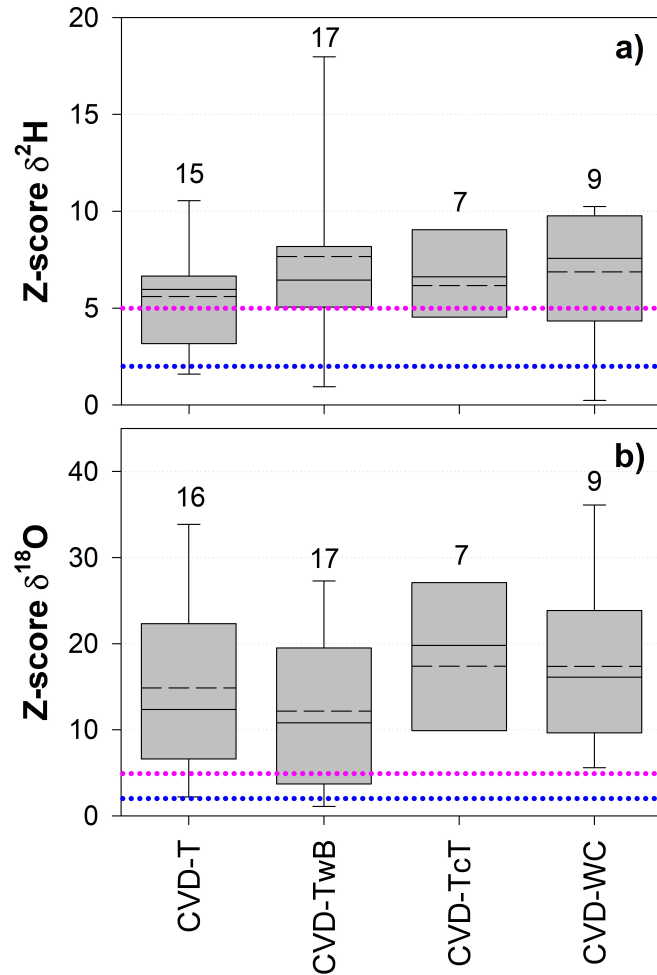 20
17
a)
15
15
Z-score δ²H
9
7
10
5
0
b)
40
9
16
17
7
30
Z-score δ¹⁸O
20
10
0
CVD-T
CVD-TwB
CVD-TcT
CVD-WC